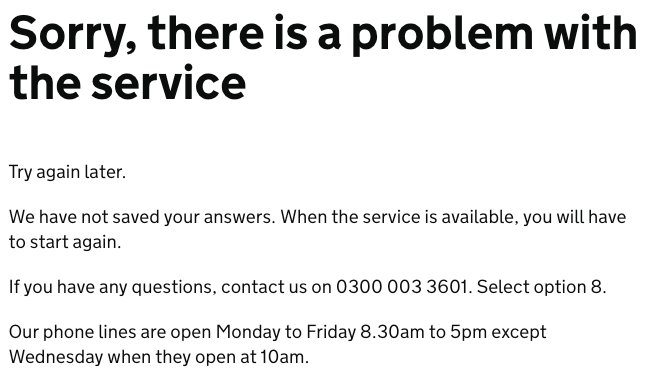 Sorry, there is a problem with
the service
Try again later.
We have not saved your answers. When the service is available, you will have
to start again.
If you have any questions, contact us on 0300 003 3601. Select option 8.
Our phone lines are open Monday to Friday 8.30am to 5pm except
Wednesday when they open at 10am.